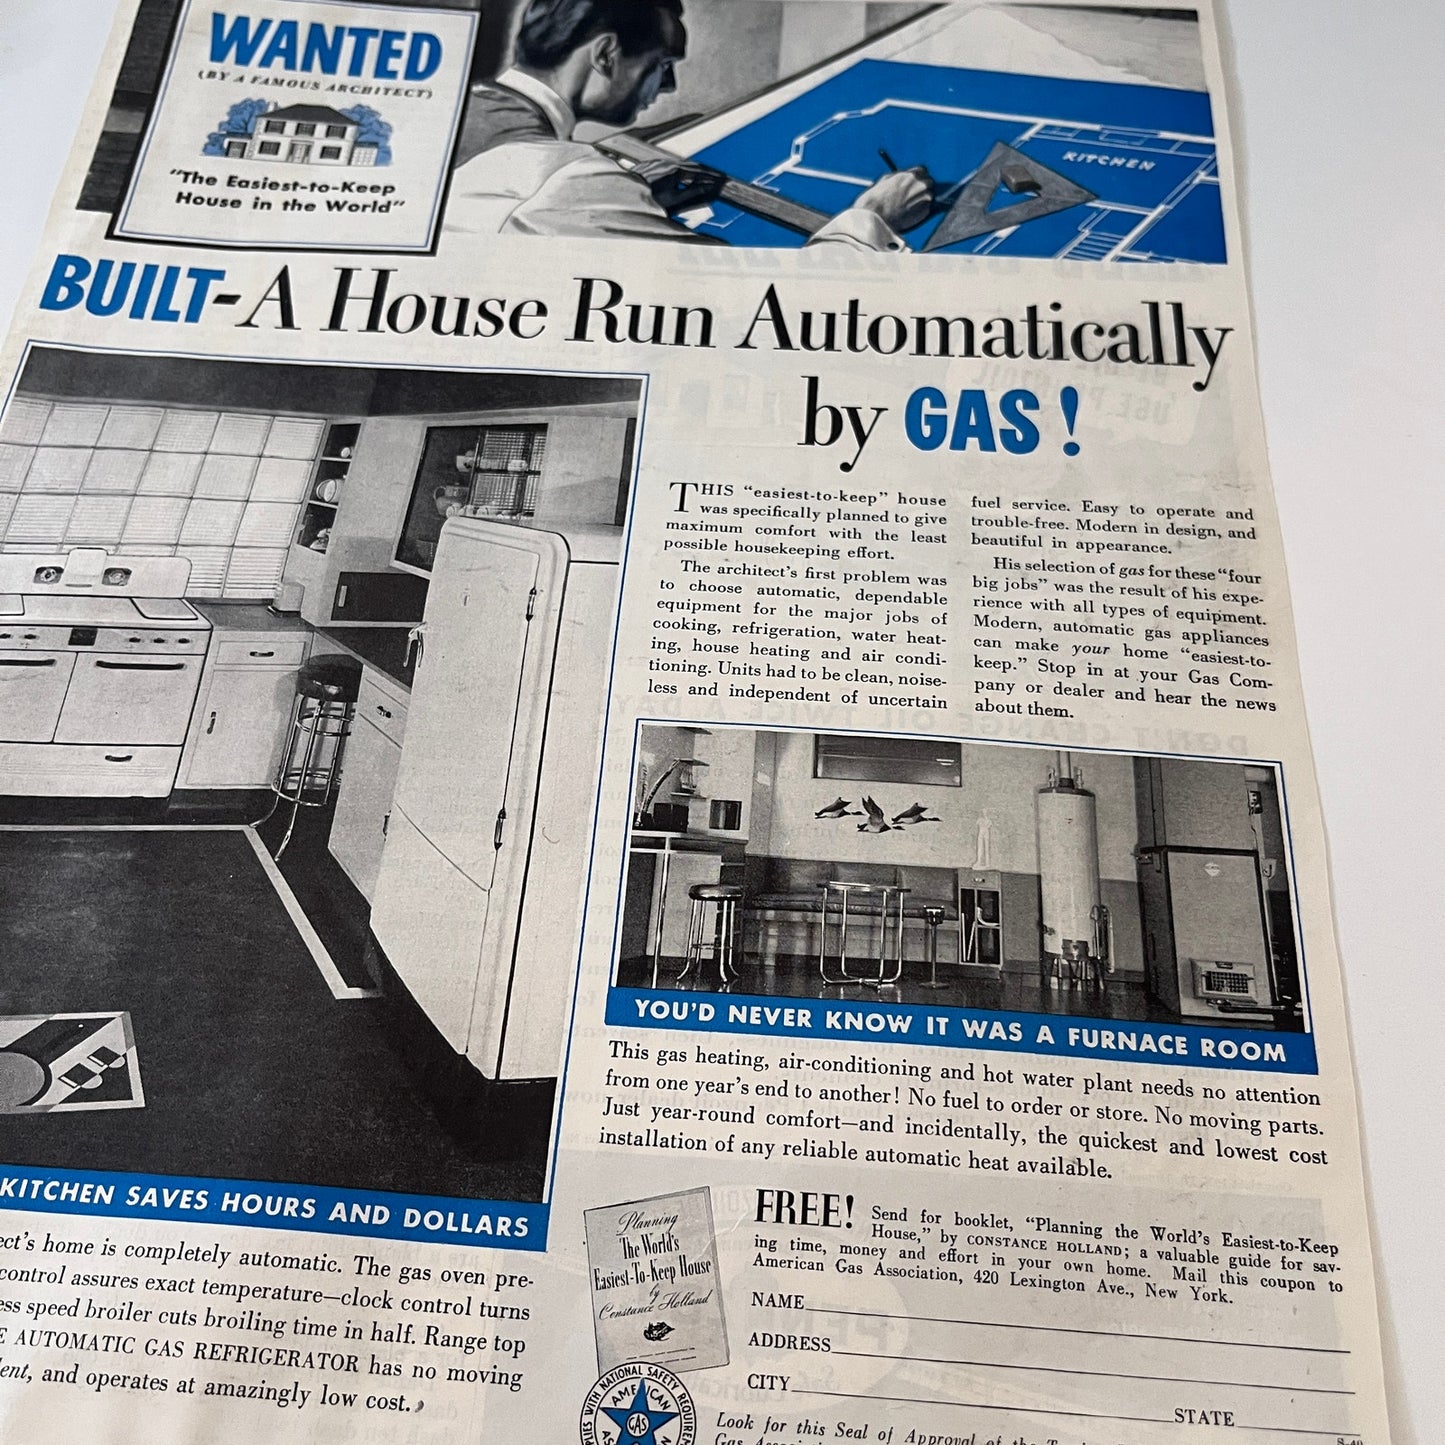 WANTED
(BY A FAMOUS ARCHITECT)
"The Easiest-to-Keep
House in the World"
KITCHEN
BUILT-A House Run Automatically
by GAS!
THIS "easiest-to-keep" house
was specifically planned to give
maximum comfort with the least
possible housekeeping effort.
The architect's first problem was
to choose automatic, dependable
equipment for the major jobs of
cooking, refrigeration, water heat-
ing, house heating and air condi-
tioning. Units had to be clean, noise-
less and independent of uncertain
fuel service. Easy to operate and
trouble-free. Modern in design, and
beautiful in appearance.
His selection of gas for these "four
big jobs" was the result of his expe-
rience with all types of equipment.
Modern, automatic gas appliances
can make your home "easiest-to-
keep." Stop in at your Gas Com-
pany or dealer and hear the news
about them.
YOU'D NEVER KNOW IT WAS A FURNACE ROOM
This gas heating, air-conditioning and hot water plant needs no attention
from one year's end to another! No fuel to order or store. No moving parts.
Just year-round comfort—and incidentally, the quickest and lowest cost
installation of any reliable automatic heat available.
KITCHEN SAVES HOURS AND DOLLARS
ect's home is completely automatic. The gas oven pre-
control assures exact temperature—clock control turns
ess speed broiler cuts broiling time in half. Range top
E AUTOMATIC GAS REFRIGERATOR has no moving
lent, and operates at amazingly low cost.
Planning
The World's
Easiest-To-Keep House
by
Constance Holland
FREE! Send for booklet, "Planning the World's Easiest-to-Keep
House," by CONSTANCE HOLLAND; a valuable guide for sav-
ing time, money and effort in your own home. Mail this coupon to
American Gas Association, 420 Lexington Ave., New York.
NAME
ADDRESS
CITY
STATE
PLIES WITH NATIONAL SAFETY REQUIREM
AMERICAN
GAS
Look for this Seal of Approval of the